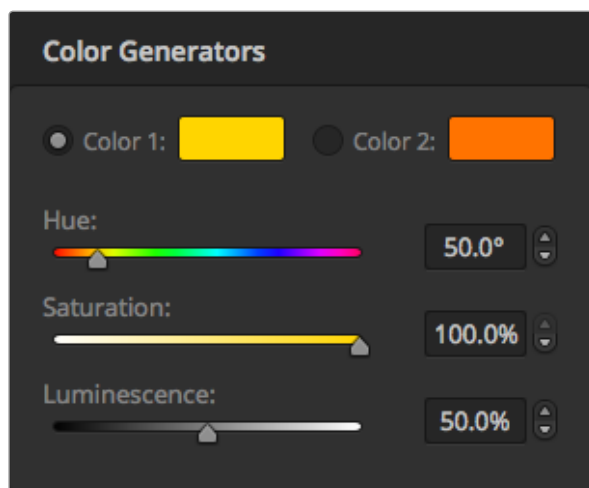 Color Generators
Color 1: Color 2:
Hue:
50.0°
Saturation:
100.0%
Luminescence:
50.0%